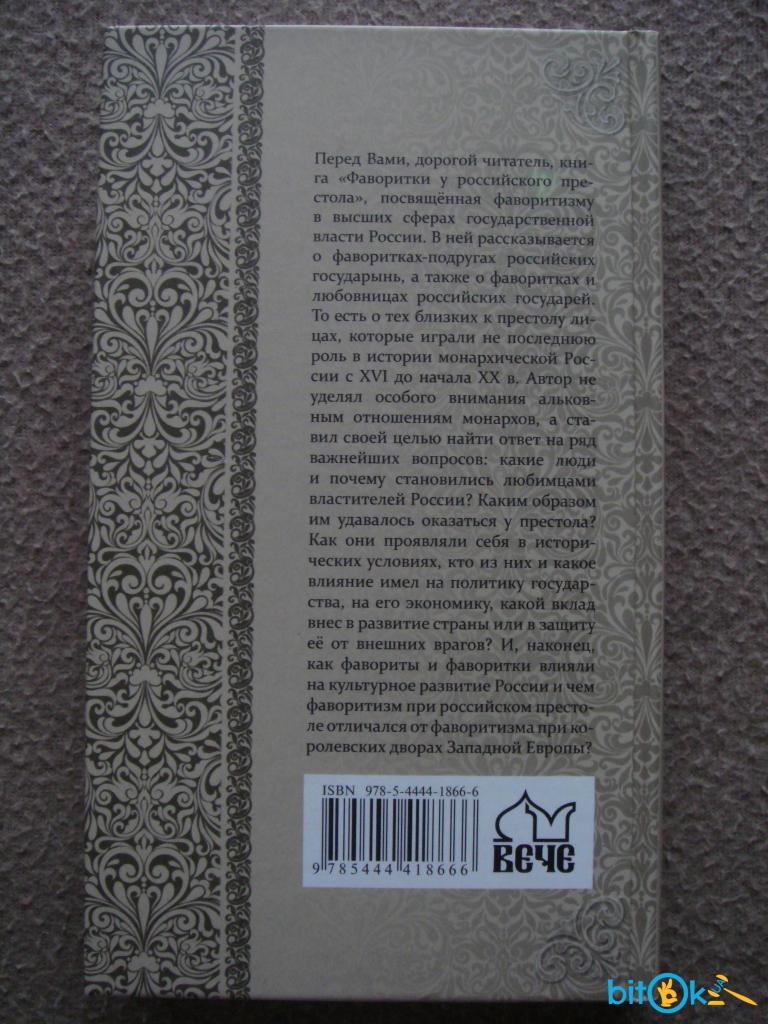 Перед Вами, дорогой читатель, кни-
га «Фаворитки у российского пре-
стола», посвящённая фаворитизму
в высших сферах государственной
власти России. В ней рассказывается
о фаворитках-подругах российских
государынь, а также о фаворитках и
любовницах российских государей.
То есть о тех близких к престолу ли-
цах, которые играли не последнюю
роль в истории монархической Рос-
сии с XVI до начала XX в. Автор не
уделял особого внимания альков-
ным отношениям монархов, а ста-
вил своей целью найти ответ на ряд
важнейших вопросов: какие люди
и почему становились любимцами
властителей России? Каким образом
им удавалось оказаться у престола?
Как они проявляли себя в истори-
ческих условиях, кто из них и какое
влияние имел на политику государ-
ства, на его экономику, какой вклад
внес в развитие страны или в защиту
её от внешних врагов? И, наконец,
как фавориты и фаворитки влияли
на культурное развитие России и чем
фаворитизм при российском престо-
ле отличался от фаворитизма при ко-
ролевских дворах Западной Европы?
ISBN 978-5-4444-1866-6
9 785444 418666
ВЕЧЕ
bitOk UA